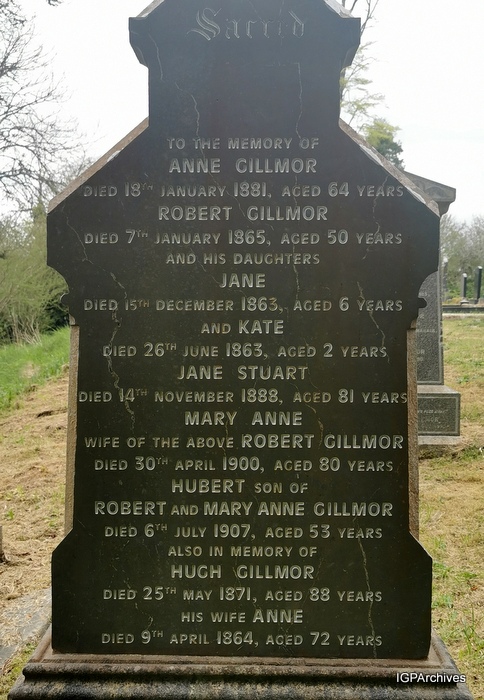 Sacred
TO THE MEMORY OF
ANNE GILLMOR
DIED 18TH JANUARY 1881, AGED 64 YEARS
ROBERT GILLMOR
DIED 7TH JANUARY 1865, AGED 50 YEARS
AND HIS DAUGHTERS
JANE
DIED 15TH DECEMBER 1863, AGED 6 YEARS
AND KATE
DIED 26TH JUNE 1863, AGED 2 YEARS
JANE STUART
DIED 14TH NOVEMBER 1888, AGED 81 YEARS
MARY ANNE
WIFE OF THE ABOVE ROBERT GILLMOR
DIED 30TH APRIL 1900, AGED 80 YEARS
HUBERT SON OF
ROBERT AND MARY ANNE GILLMOR
DIED 6TH JULY 1907, AGED 53 YEARS
ALSO IN MEMORY OF
HUGH GILLMOR
DIED 25TH MAY 1871, AGED 88 YEARS
HIS WIFE ANNE
DIED 9TH APRIL 1864, AGED 72 YEARS
IGPArchives